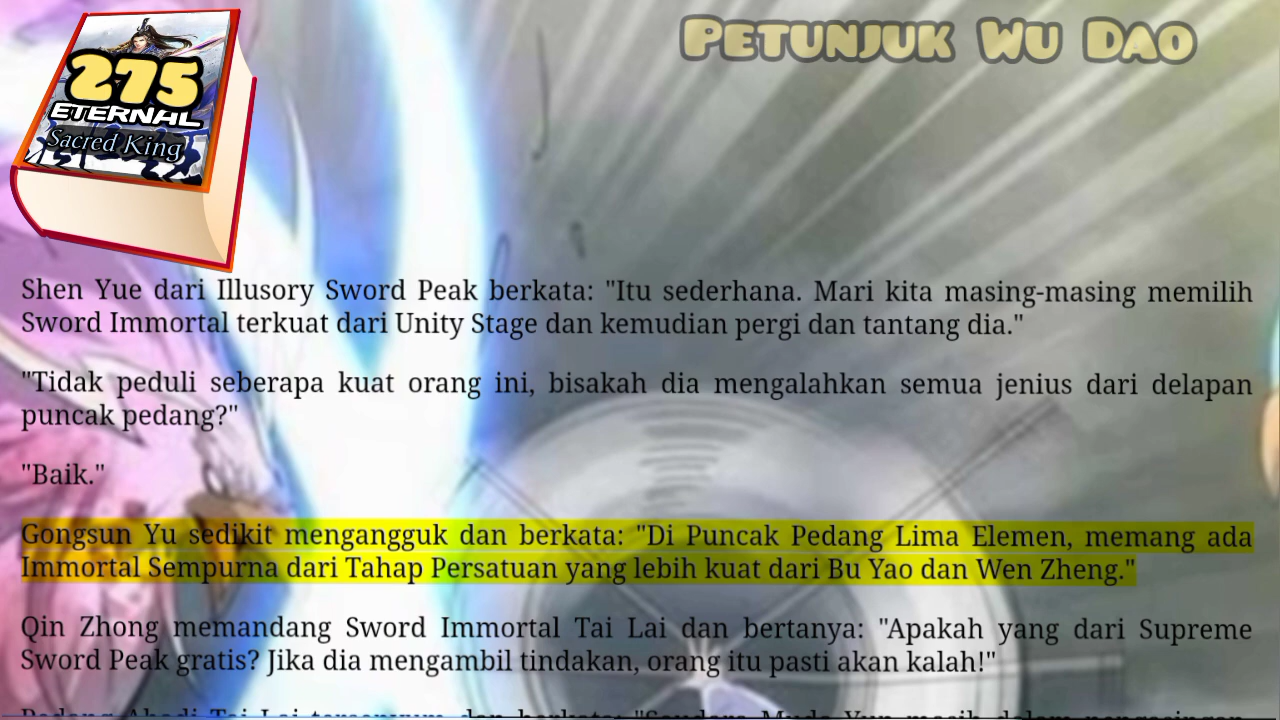 Petunjuk Wu Dao
275
ETERNAL
Sacred King
Shen Yue dari Illusory Sword Peak berkata: "Itu sederhana. Mari kita masing-masing memilih
Sword Immortal terkuat dari Unity Stage dan kemudian pergi dan tantang dia."
"Tidak peduli seberapa kuat orang ini, bisakah dia mengalahkan semua jenius dari delapan
puncak pedang?"
"Baik."
Gongsun Yu sedikit mengangguk dan berkata: "Di Puncak Pedang Lima Elemen, memang ada
Immortal Sempurna dari Tahap Persatuan yang lebih kuat dari Bu Yao dan Wen Zheng."
Qin Zhong memandang Sword Immortal Tai Lai dan bertanya: "Apakah yang dari Supreme
Sword Peak gratis? Jika dia mengambil tindakan, orang itu pasti akan kalah!"